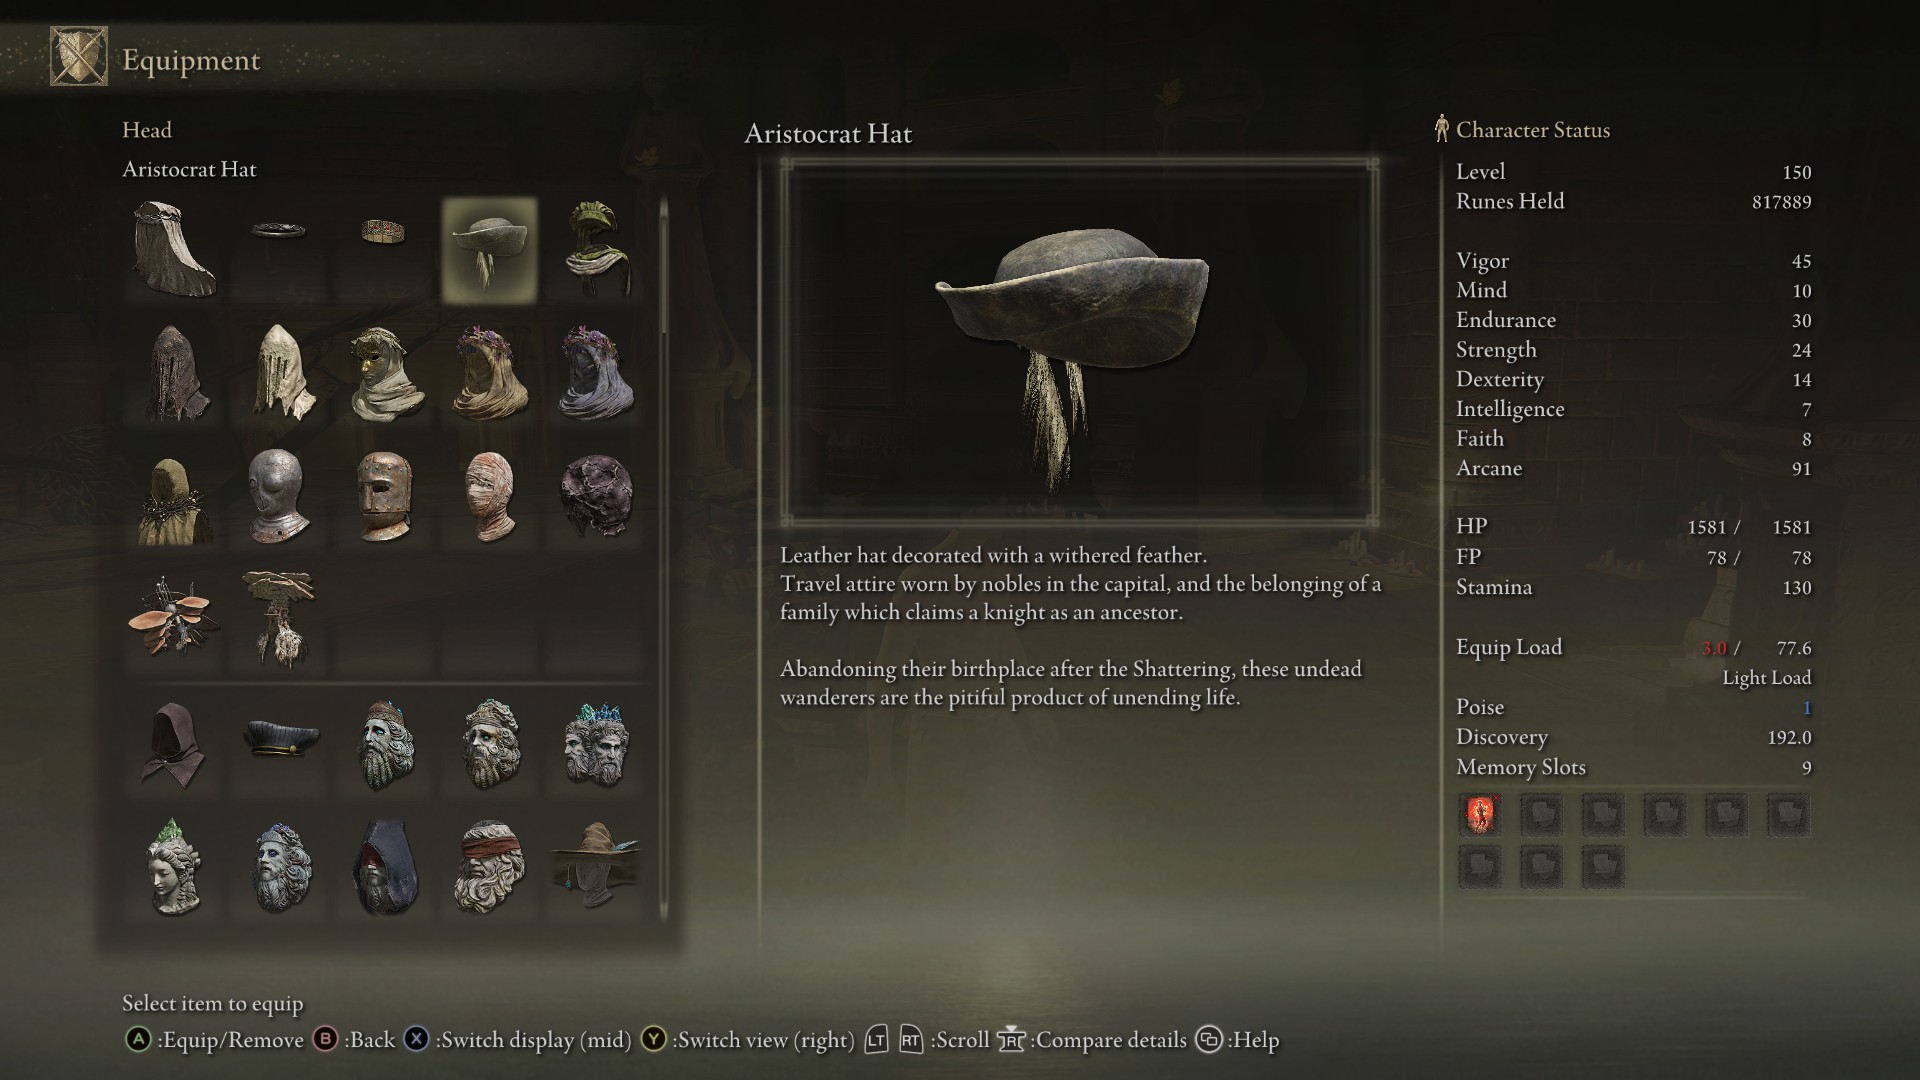 Equipment
Head
Aristocrat Hat
Aristocrat Hat
Leather hat decorated with a withered feather.
Travel attire worn by nobles in the capital, and the belonging of a
family which claims a knight as an ancestor.
Abandoning their birthplace after the Shattering, these undead
wanderers are the pitiful product of unending life.
Character Status
Level 150
Runes Held 817889
Vigor 45
Mind 10
Endurance 30
Strength 24
Dexterity 14
Intelligence 7
Faith 8
Arcane 91
HP 1581 / 1581
FP 78 / 78
Stamina 130
Equip Load 3.0 / 77.6
Light Load
Poise 1
Discovery 192.0
Memory Slots 9
Select item to equip
A :Equip/Remove B :Back X :Switch display (mid) Y :Switch view (right) LT RT :Scroll R :Compare details :Help